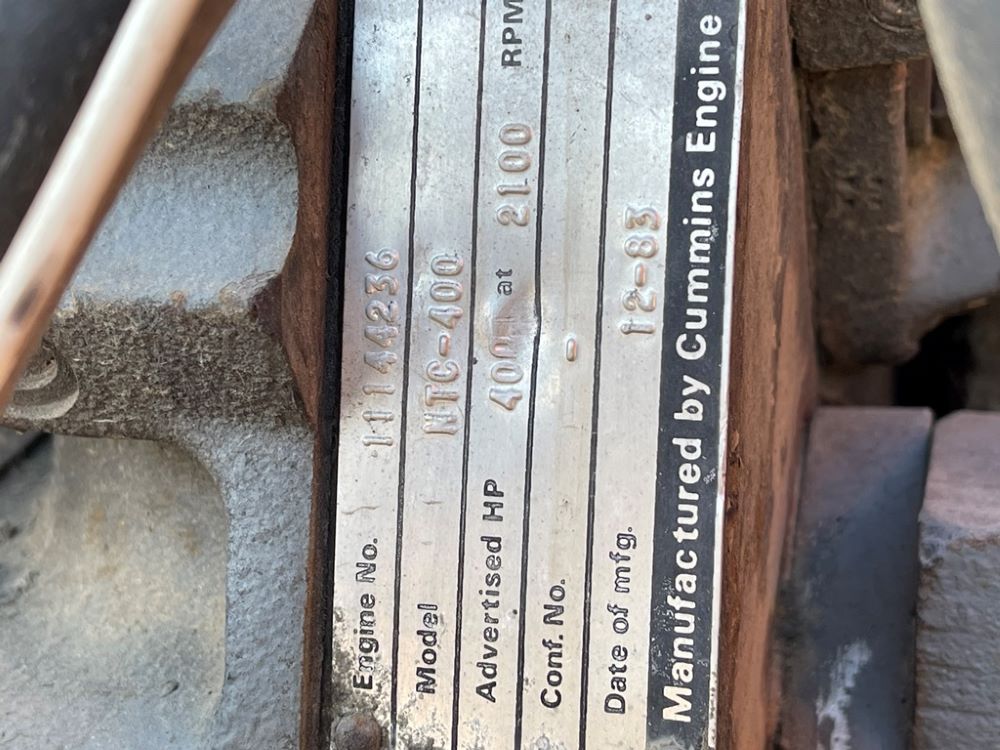 Engine No. 11144236
Model NTC-400
Advertised HP 400 at 2100 RPM
Conf. No. -
Date of mfg. 12-83
Manufactured by Cummins Engine